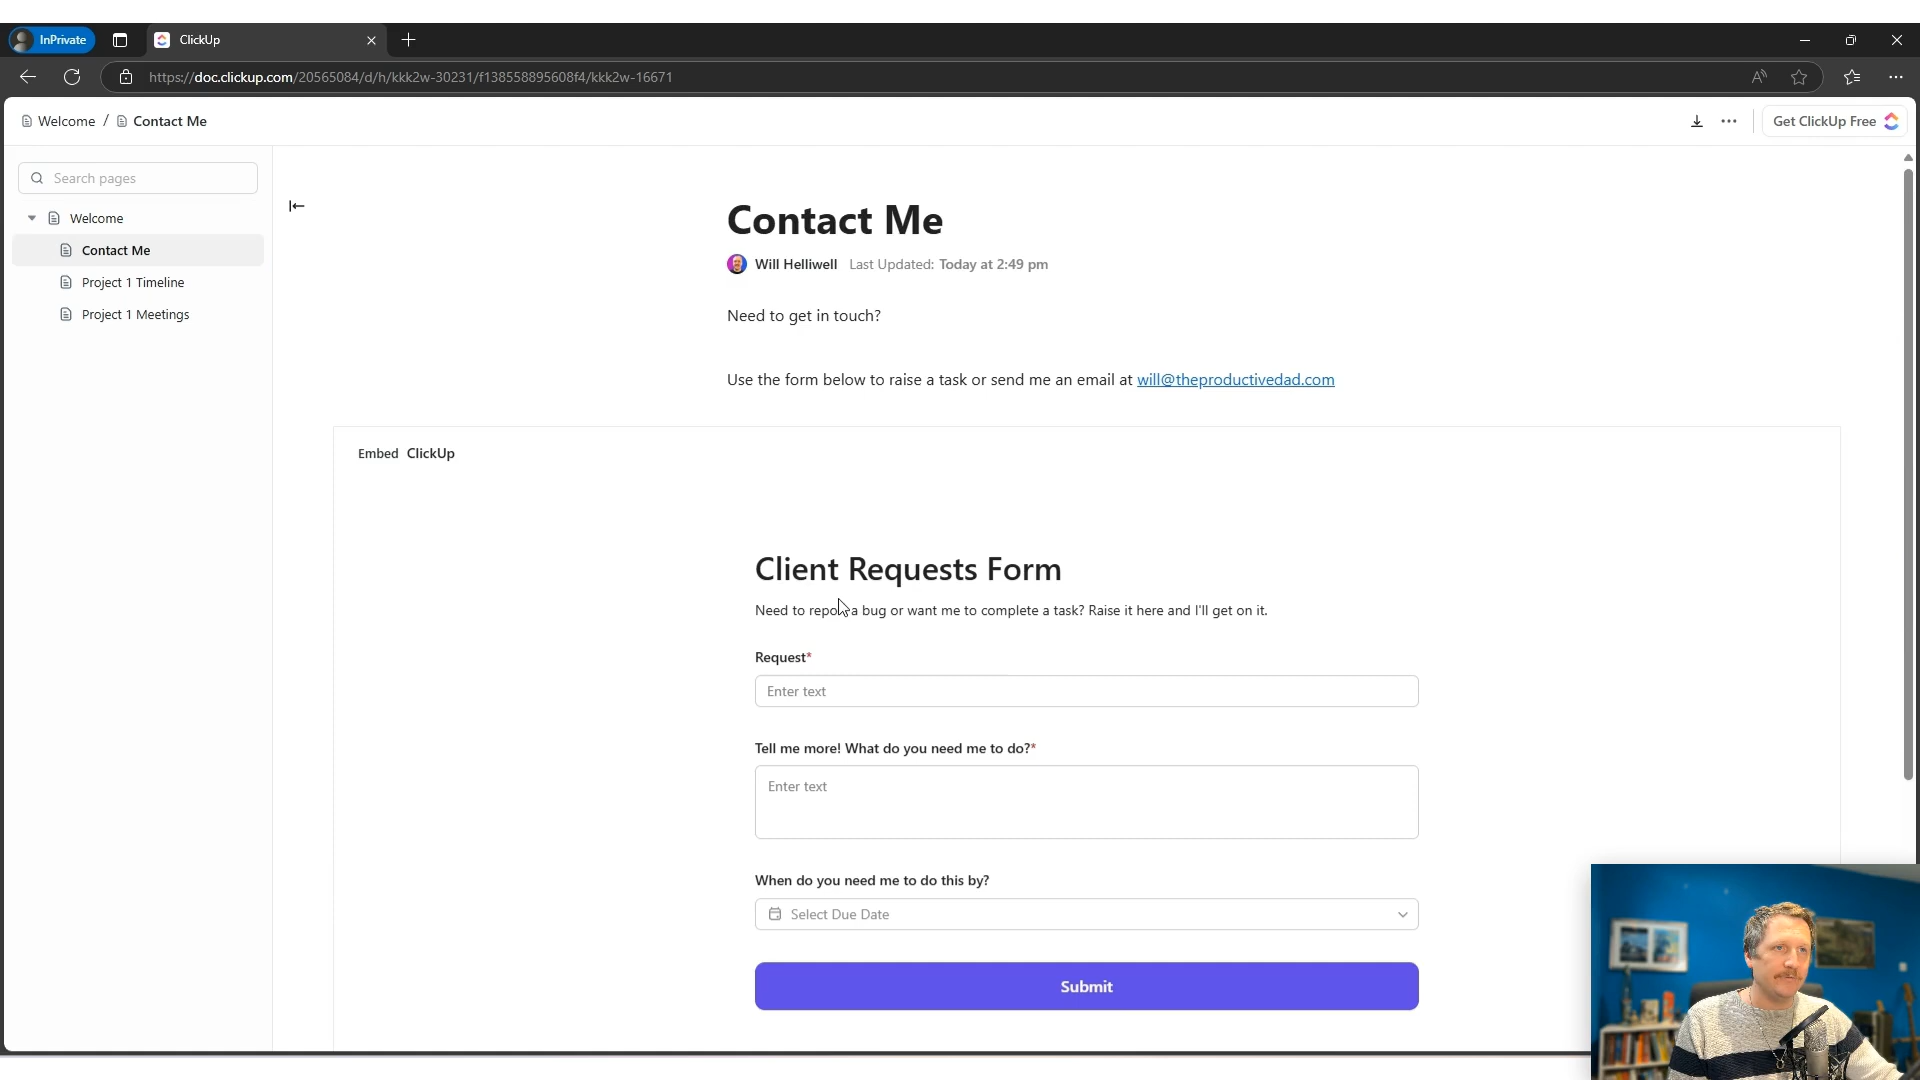 InPrivate
ClickUp
https://doc.clickup.com/20565084/d/h/kkk2w-30231/f138558895608f4/kkk2w-16671
Welcome / Contact Me
Get ClickUp Free
Search pages
Welcome
Contact Me
Project 1 Timeline
Project 1 Meetings
Contact Me
Will Helliwell Last Updated: Today at 2:49 pm
Need to get in touch?
Use the form below to raise a task or send me an email at will@theproductivedad.com
Embed ClickUp
Client Requests Form
Need to report a bug or want me to complete a task? Raise it here and I'll get on it.
Request*
Enter text
Tell me more! What do you need me to do?*
Enter text
When do you need me to do this by?
Select Due Date
Submit